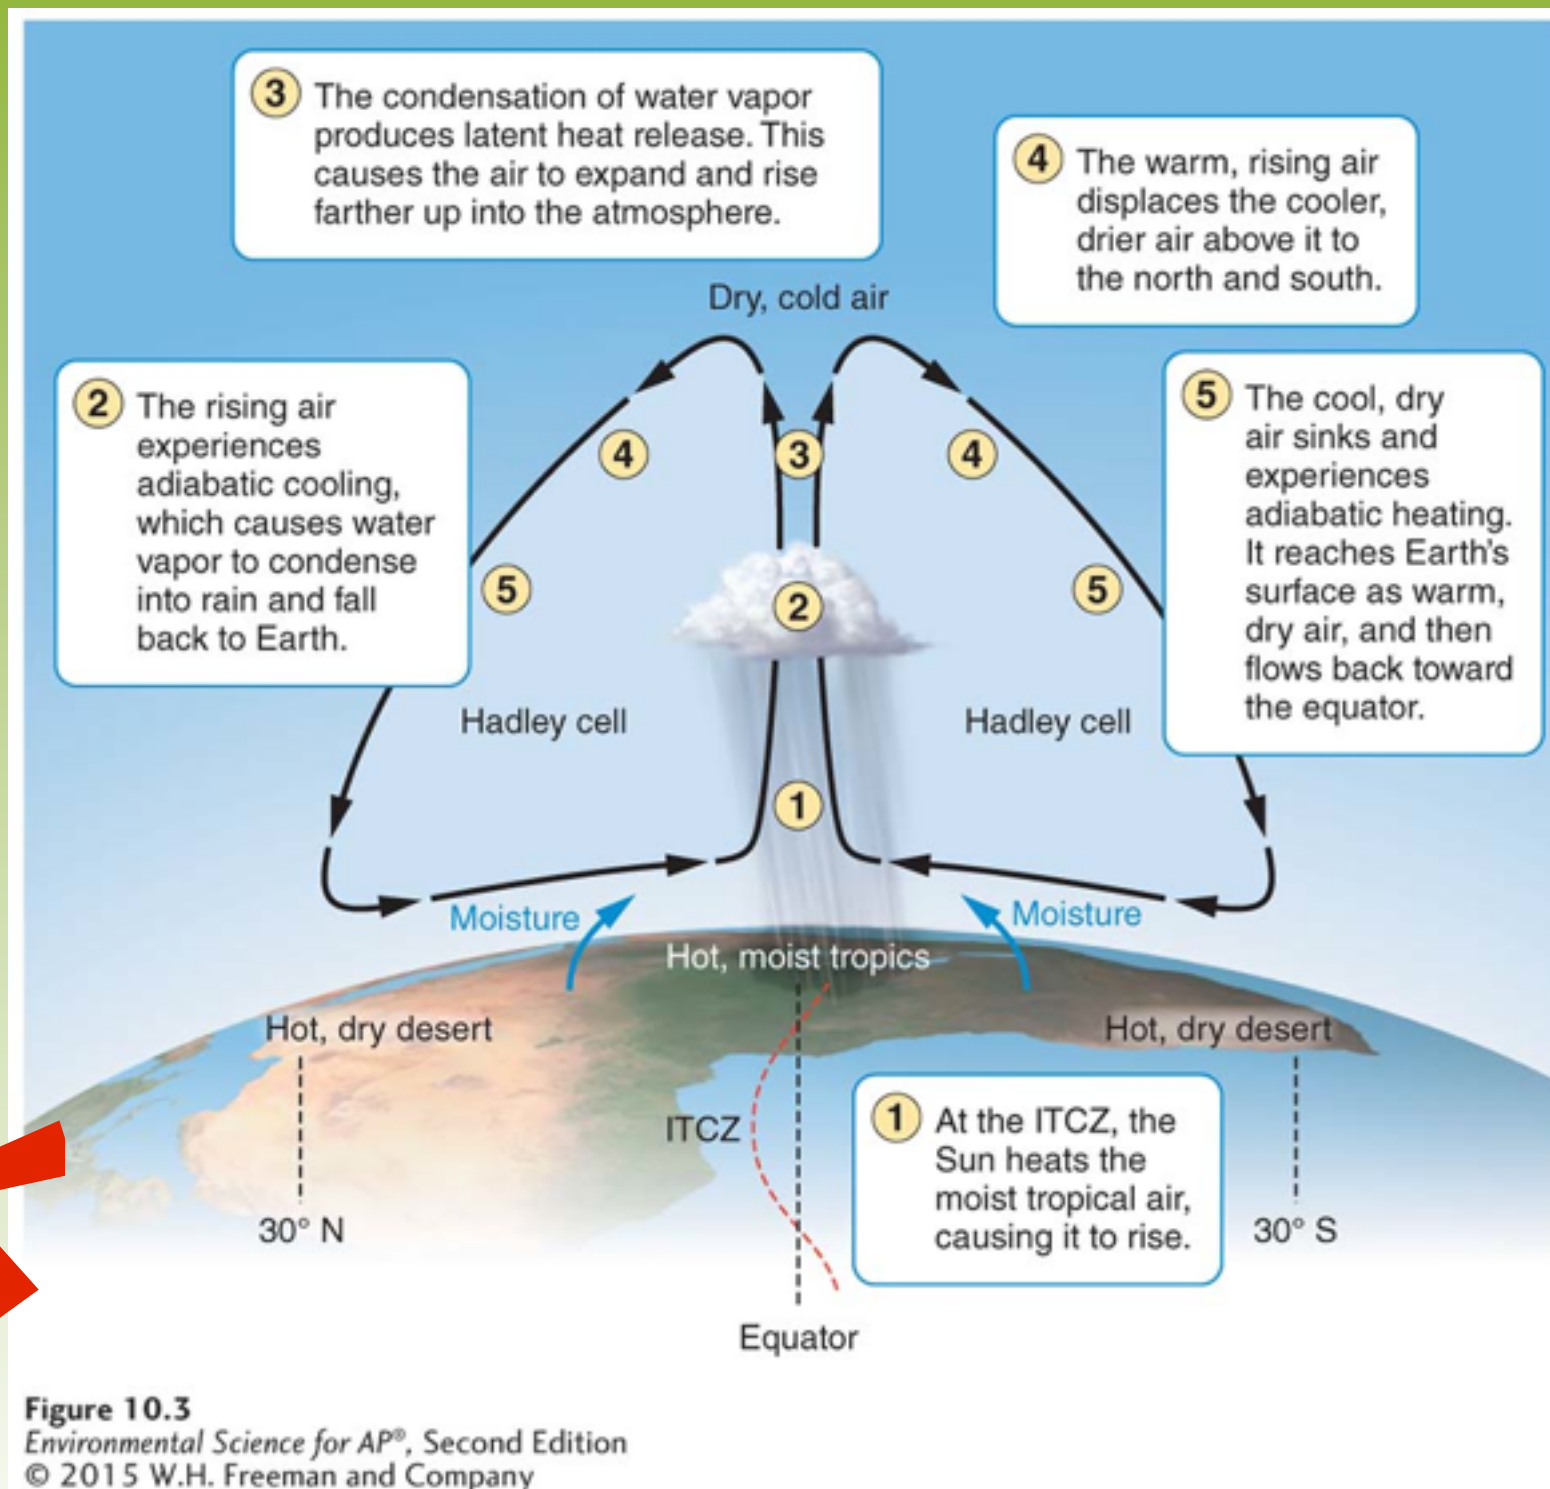 3 The condensation of water vapor
produces latent heat release. This
causes the air to expand and rise
farther up into the atmosphere.
4 The warm, rising air
displaces the cooler,
drier air above it to
the north and south.
Dry, cold air
2 The rising air
experiences
adiabatic cooling,
which causes water
vapor to condense
into rain and fall
back to Earth.
5 The cool, dry
air sinks and
experiences
adiabatic heating.
It reaches Earth's
surface as warm,
dry air, and then
flows back toward
the equator.
4 3 4
5 2 5
Hadley cell Hadley cell
1
Moisture Moisture
Hot, moist tropics
Hot, dry desert Hot, dry desert
ITCZ
1 At the ITCZ, the
Sun heats the
moist tropical air,
causing it to rise.
30° N 30° S
Equator
Figure 10.3
Environmental Science for AP®, Second Edition
© 2015 W.H. Freeman and Company